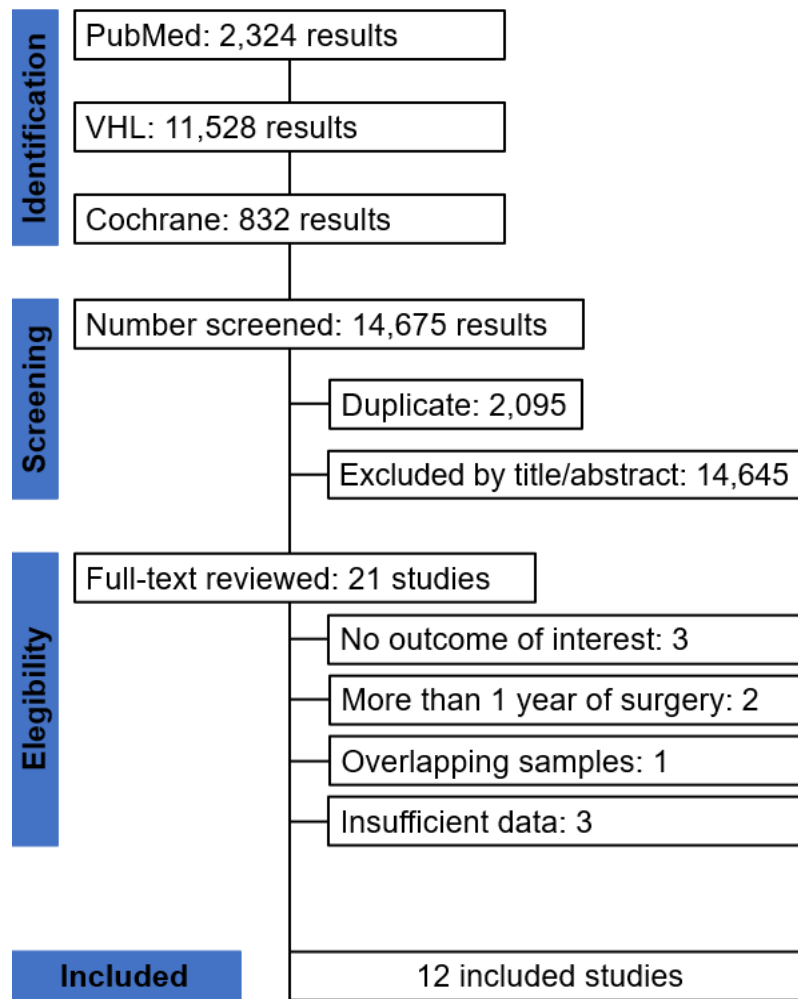 Identification
PubMed: 2,324 results
VHL: 11,528 results
Cochrane: 832 results
Screening
Number screened: 14,675 results
Duplicate: 2,095
Excluded by title/abstract: 14,645
Elegibility
Full-text reviewed: 21 studies
No outcome of interest: 3
More than 1 year of surgery: 2
Overlapping samples: 1
Insufficient data: 3
Included
12 included studies